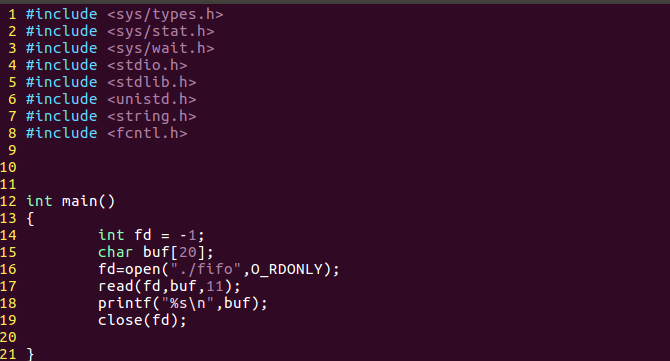 1 #include <sys/types.h>
2 #include <sys/stat.h>
3 #include <sys/wait.h>
4 #include <stdio.h>
5 #include <stdlib.h>
6 #include <unistd.h>
7 #include <string.h>
8 #include <fcntl.h>
9
10
11
12 int main()
13 {
14         int fd = -1;
15         char buf[20];
16         fd=open("./fifo",O_RDONLY);
17         read(fd,buf,11);
18         printf("%s\n",buf);
19         close(fd);
20
21 }